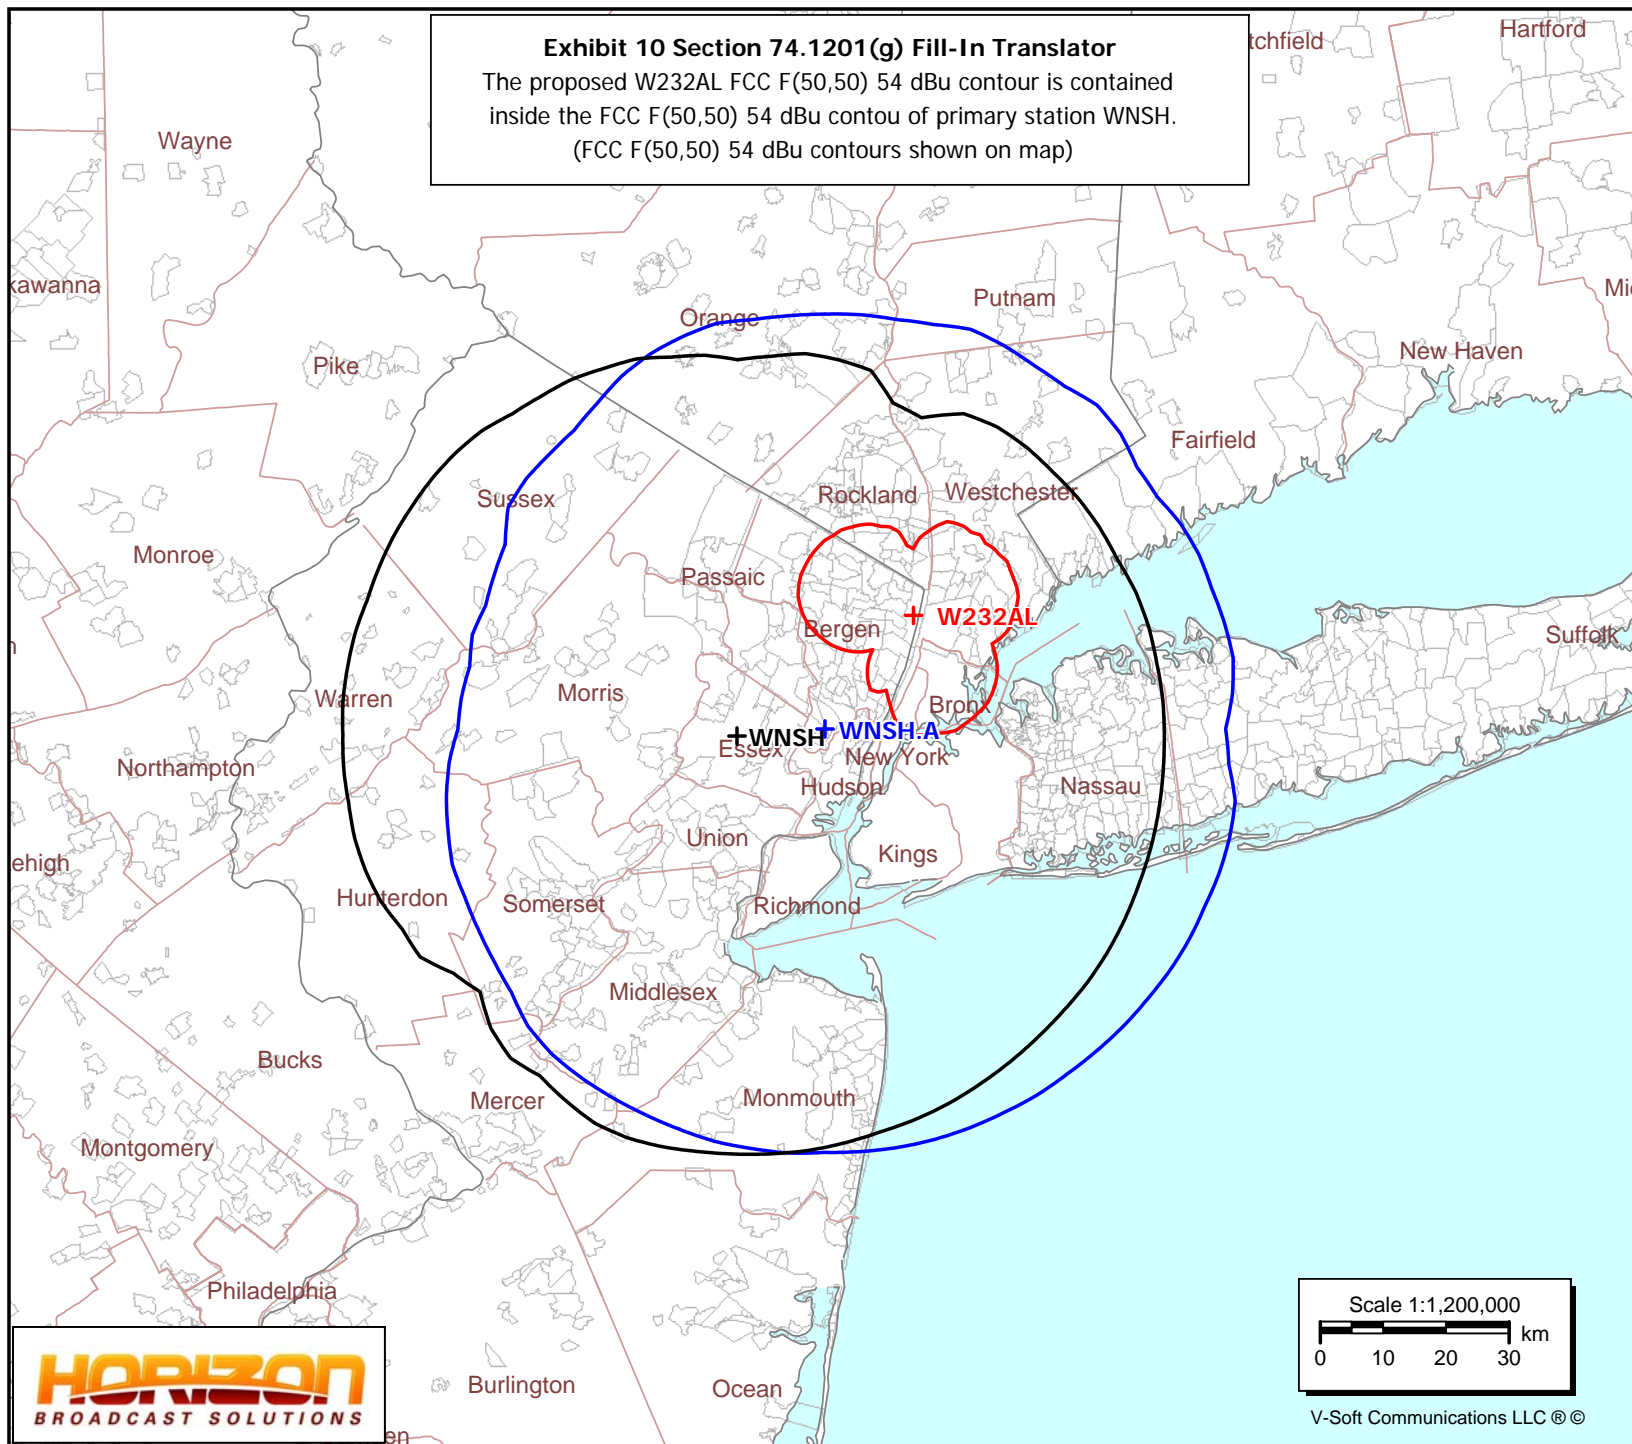 Exhibit 10 Section 74.1201(g) Fill-In Translator
The proposed W232AL FCC F(50,50) 54 dBu contour is contained
inside the FCC F(50,50) 54 dBu contou of primary station WNSH.
(FCC F(50,50) 54 dBu contours shown on map)
tchfield
Hartford
Wayne
kawanna
Putnam
Mi
Orange
New Haven
Pike
Fairfield
Sussex
Rockland
Westchester
Monroe
Passaic
W232AL
Bergen
Suffolk
n
Warren
Morris
Bronx
WNSH
WNSH.A
Essex
New York
Northampton
Hudson
Nassau
Union
Kings
ehigh
Hunterdon
Somerset
Richmond
Middlesex
Bucks
Mercer
Monmouth
Montgomery
Philadelphia
Scale 1:1,200,000
km
0 10 20 30
HORIZON
BROADCAST SOLUTIONS
Burlington
Ocean
V-Soft Communications LLC ® ©
en